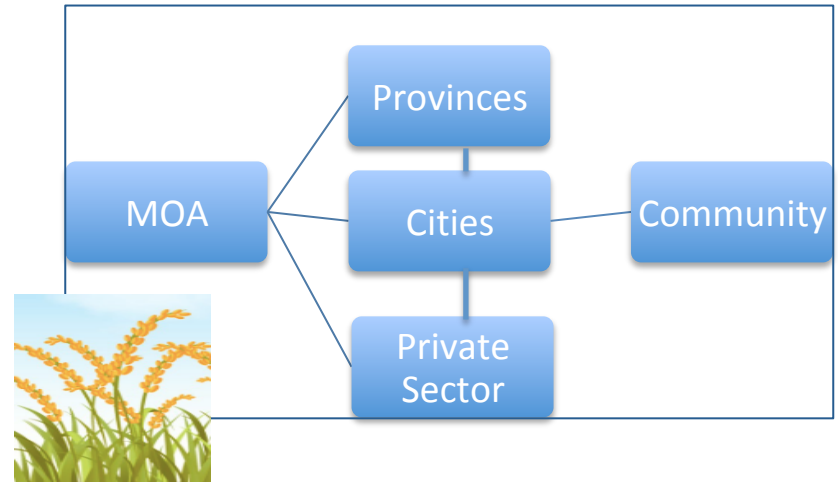 Provinces
MOA
Cities
Community
Private
Sector